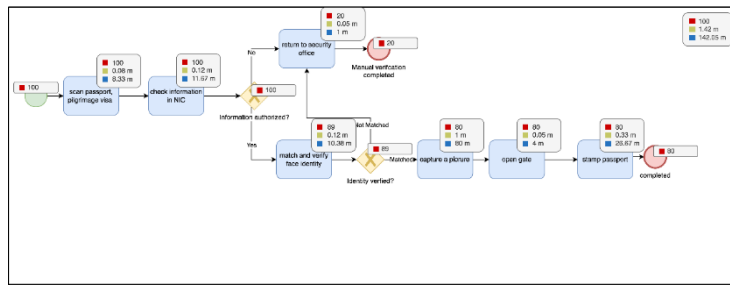 100
1.42 m
142.05 m
20
0.05 m
1 m
No
return to security
office
20
Manual verifcation
completed
100
0.08 m
8.33 m
100
0.12 m
11.67 m
100
scan passport,
pilgrimage visa
check information
in NIC
100
Information authorized?
Yes
89
0.12 m
10.38 m
match and verify
face identity
Not Matched
89
Matched
Identity verfied?
80
1 m
80 m
capture a picture
80
0.05 m
4 m
open gate
80
0.33 m
26.67 m
stamp passport
80
completed